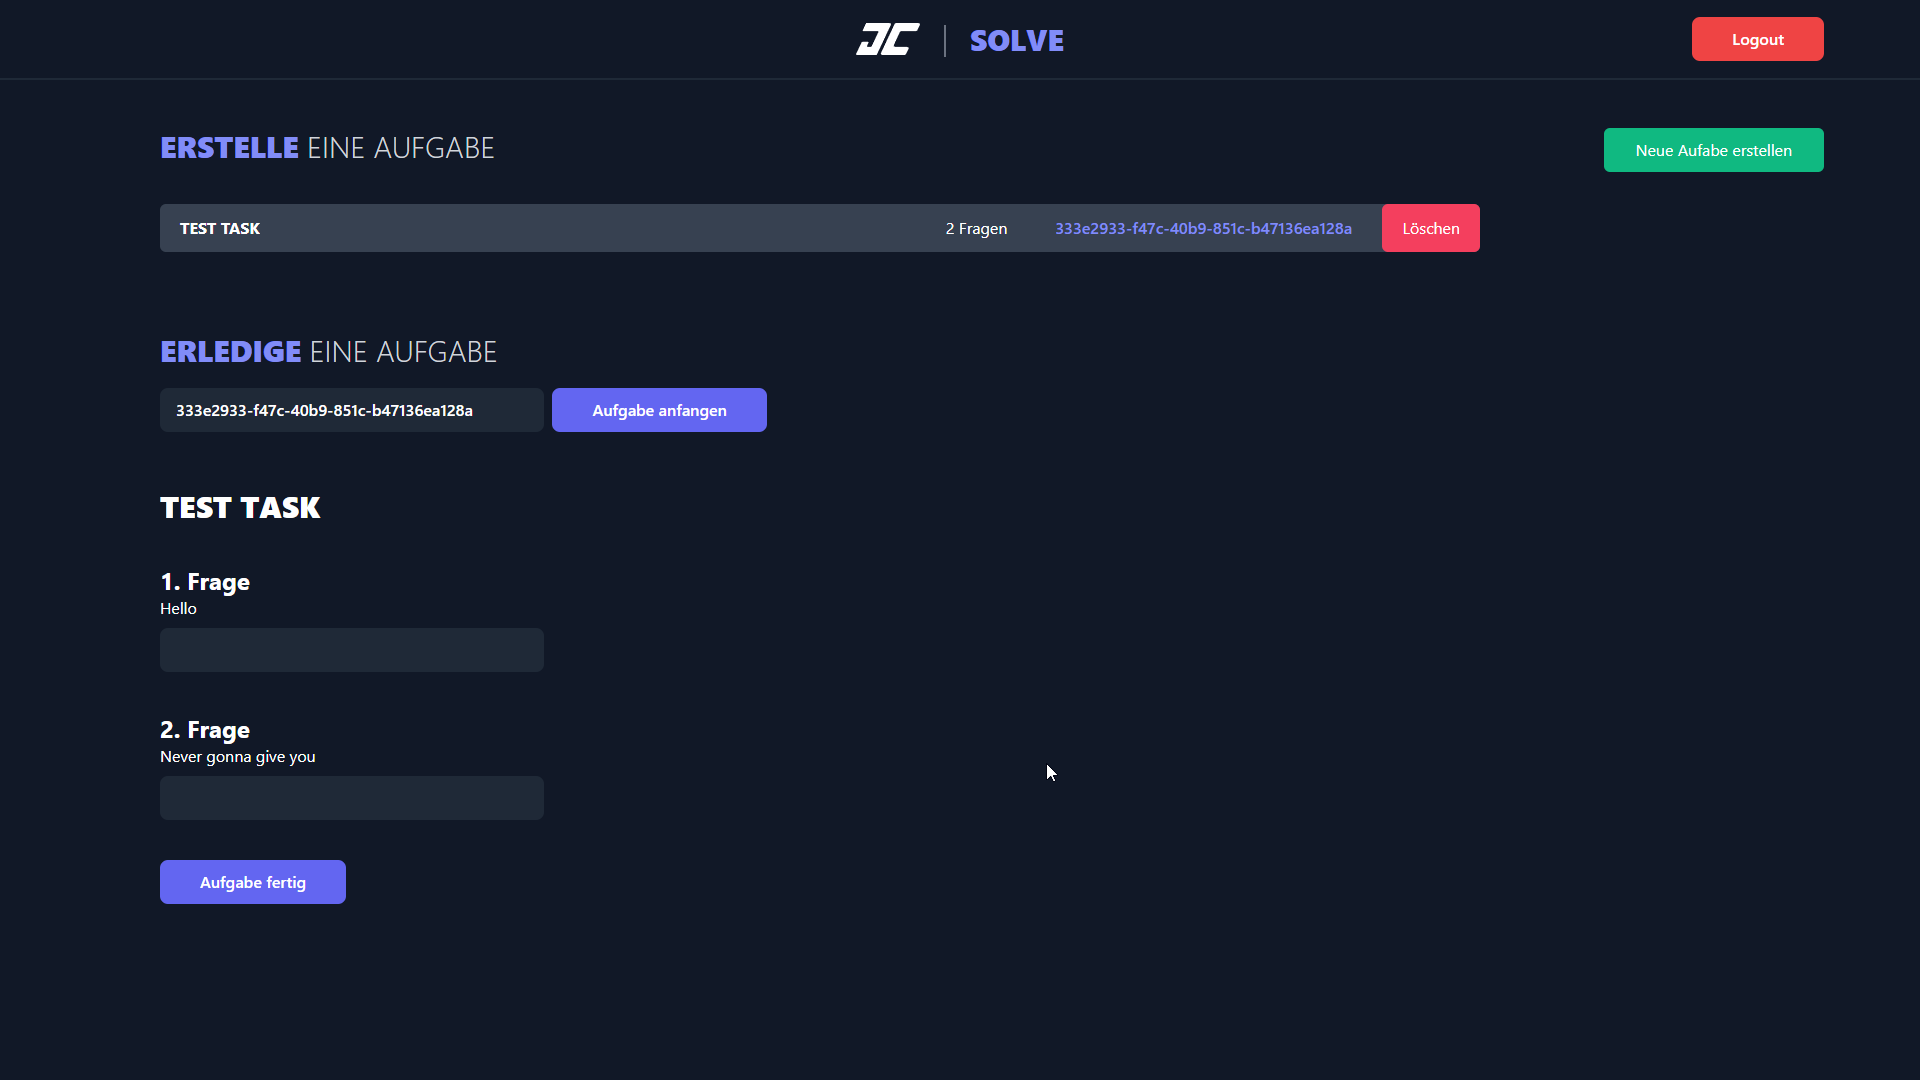 JC | SOLVE
Logout
ERSTELLE EINE AUFGABE
Neue Aufabe erstellen
TEST TASK 2 Fragen 333e2933-f47c-40b9-851c-b47136ea128a Löschen
ERLEDIGE EINE AUFGABE
333e2933-f47c-40b9-851c-b47136ea128a Aufgabe anfangen
TEST TASK
1. Frage
Hello
2. Frage
Never gonna give you
Aufgabe fertig